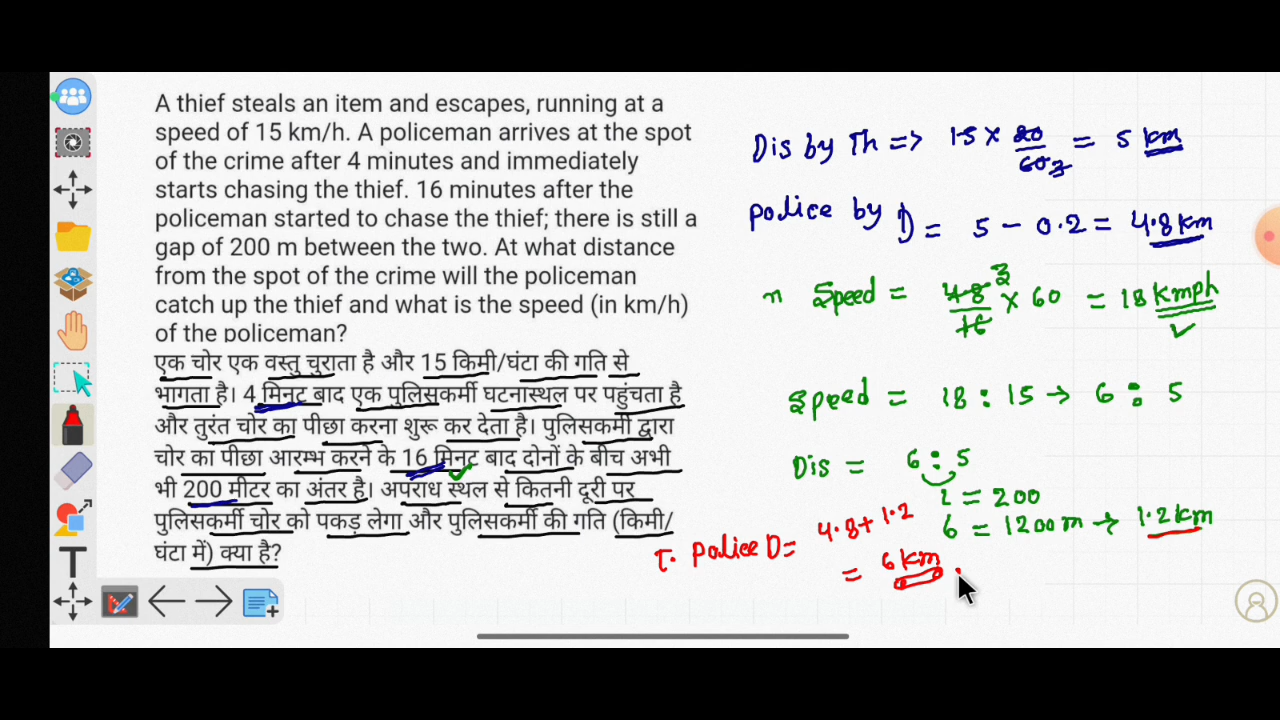 A thief steals an item and escapes, running at a
speed of 15 km/h. A policeman arrives at the spot
of the crime after 4 minutes and immediately
starts chasing the thief. 16 minutes after the
policeman started to chase the thief; there is still a
gap of 200 m between the two. At what distance
from the spot of the crime will the policeman
catch up the thief and what is the speed (in km/h)
of the policeman?
एक चोर एक वस्तु चुराता है और 15 किमी/घंटा की गति से
भागता है। 4 मिनट बाद एक पुलिसकर्मी घटनास्थल पर पहुंचता है
और तुरंत चोर का पीछा करना शुरू कर देता है। पुलिसकर्मी द्वारा
चोर का पीछा आरम्भ करने के 16 मिनट बाद दोनों के बीच अभी
भी 200 मीटर का अंतर है। अपराध स्थल से कितनी दूरी पर
पुलिसकर्मी चोर को पकड़ लेगा और पुलिसकर्मी की गति (किमी/
घंटा में) क्या है?
Dis by Th => 15 x 20/60 3 = 5 km
police by D = 5 - 0.2 = 4.8 km
n Speed = 4.8/16 3 x 60 = 18 kmph
Speed = 18 : 15 → 6 : 5
Dis = 6 : 5
1 = 200
6 = 1200 m → 1.2 km
T. police D = 4.8 + 1.2
= 6 km
T